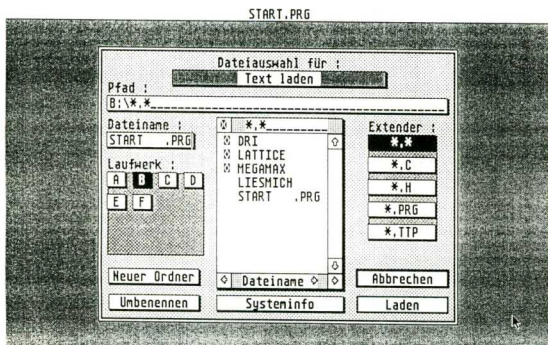 START.PRG
Dateiauswahl für :
Text laden
Pfad :
B:\*.*
Dateiname :
START .PRG
Laufwerk :
A B C D
E F
*.*
DRI
LATTICE
MEGAMAX
LIESMICH
START .PRG
Dateiname
Extender :
*.*
*.C
*.H
*.PRG
*.TTP
Neuer Ordner
Umbenennen
Systeminfo
Abbrechen
Laden